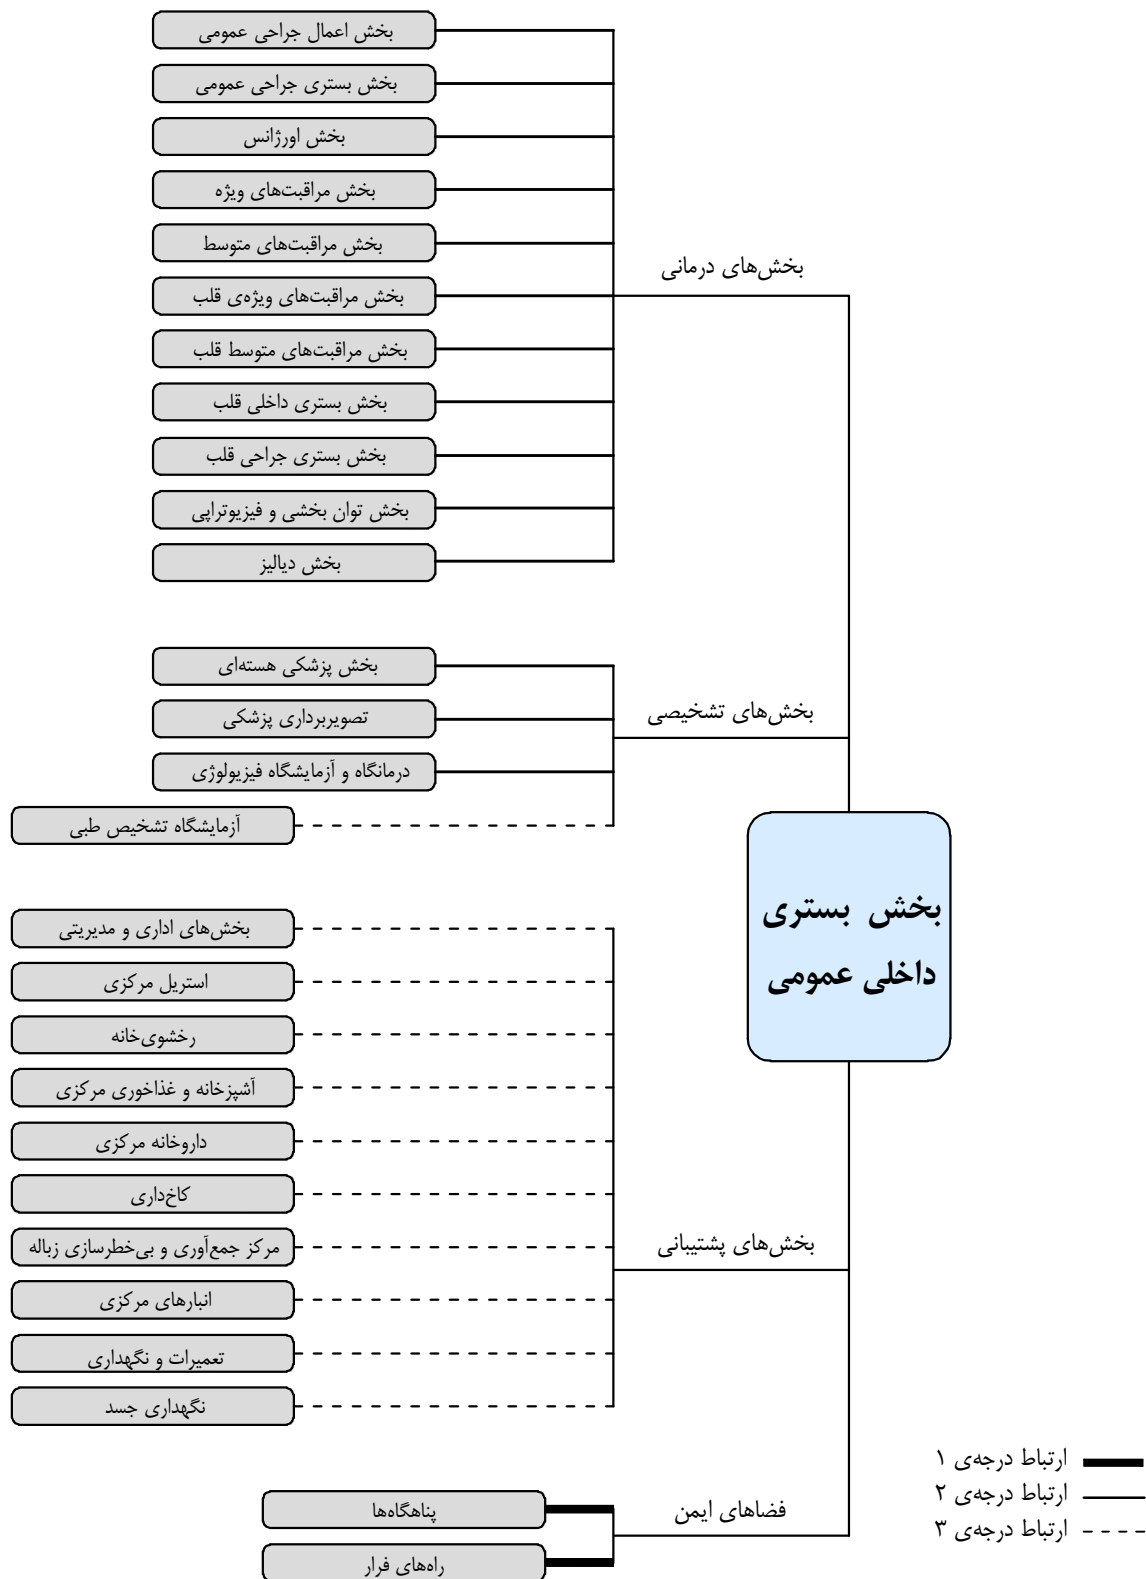 بخش اعمال جراحی عمومی
بخش بستری جراحی عمومی
بخش اورژانس
بخش مراقبت‌های ویژه
بخش مراقبت‌های متوسط
بخش‌های درمانی
بخش مراقبت‌های ویژه‌ی قلب
بخش مراقبت‌های متوسط قلب
بخش بستری داخلی قلب
بخش بستری جراحی قلب
بخش توان بخشی و فیزیوتراپی
بخش دیالیز
بخش پزشکی هسته‌ای
بخش‌های تشخیصی
تصویربرداری پزشکی
درمانگاه و آزمایشگاه فیزیولوژی
آزمایشگاه تشخیص طبی
بخش بستری
داخلی عمومی
بخش‌های اداری و مدیریتی
استریل مرکزی
رخشوی‌خانه
آشپزخانه و غذاخوری مرکزی
داروخانه مرکزی
کاخ‌داری
بخش‌های پشتیبانی
مرکز جمع‌آوری و بی‌خطرسازی زباله
انبارهای مرکزی
تعمیرات و نگهداری
نگهداری جسد
فضاهای ایمن
پناهگاه‌ها
راه‌های فرار
ارتباط درجه‌ی ۱
ارتباط درجه‌ی ۲
ارتباط درجه‌ی ۳